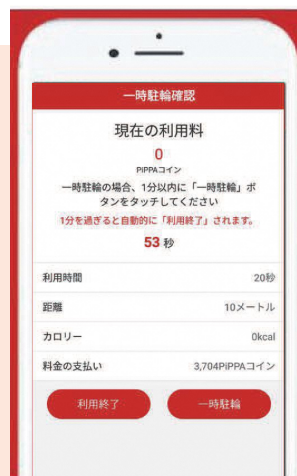 一時駐輪確認
現在の利用料
0
PiPPAコイン
一時駐輪の場合、1分以内に「一時駐輪」ボ
タンをタッチしてください
1分を過ぎると自動的に「利用終了」されます。
53 秒
利用時間 20秒
距離 10メートル
カロリー 0kcal
料金の支払い 3,704PiPPAコイン
利用終了 一時駐輪